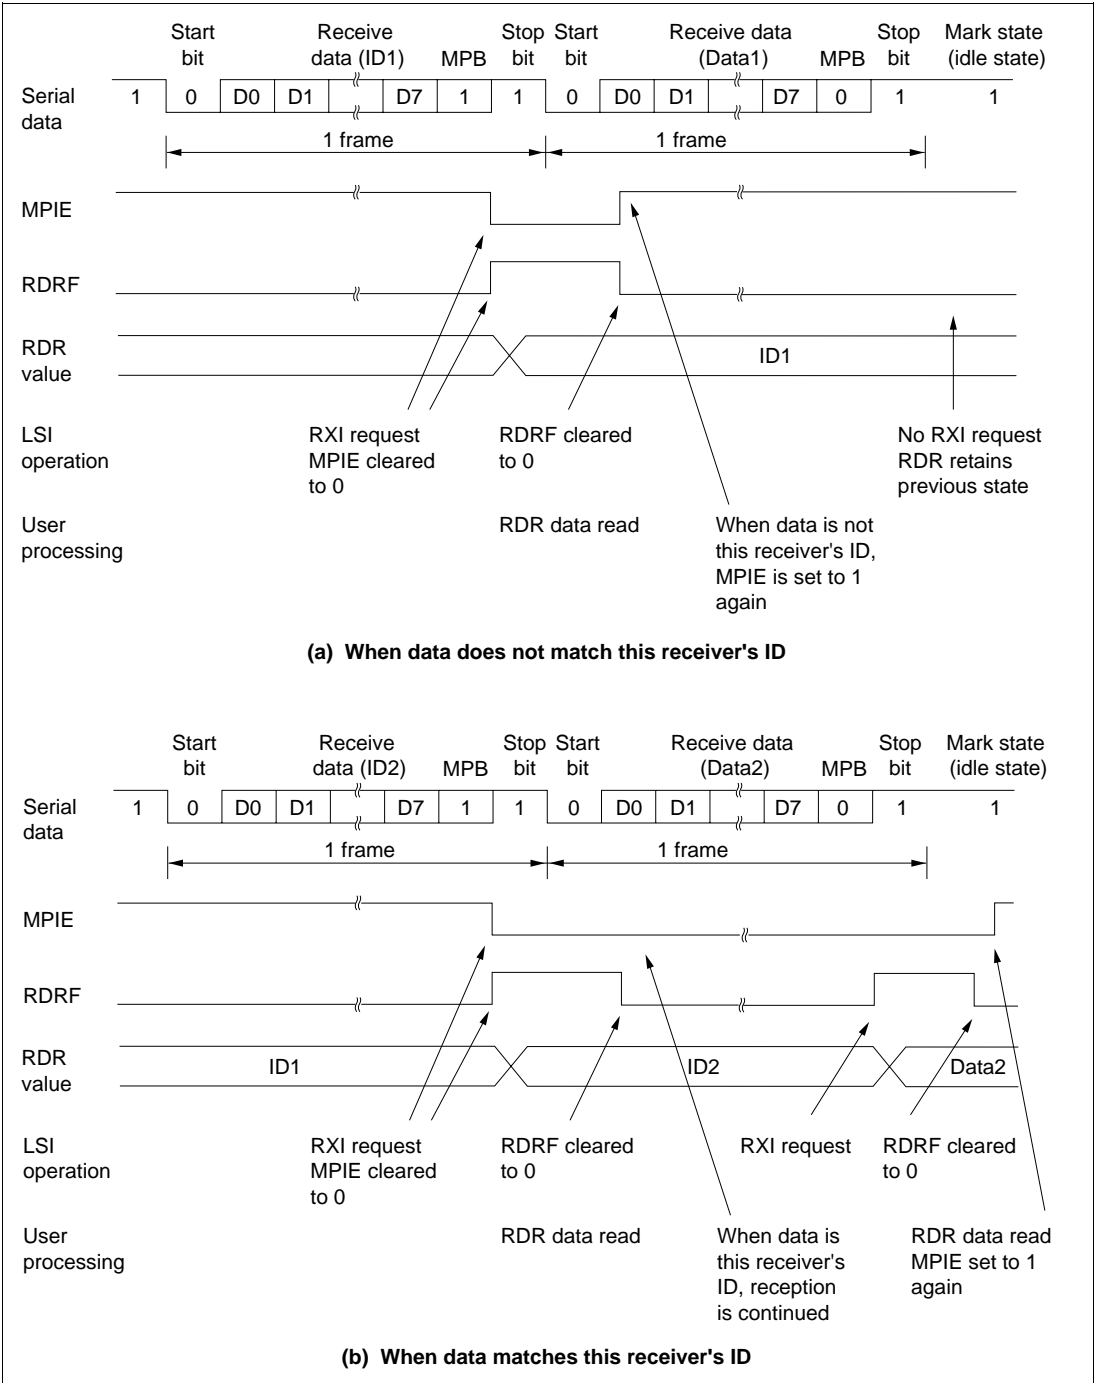 Start Receive Stop Start Receive data Stop Mark state
bit data (ID1) MPB bit bit (Data1) MPB bit (idle state)
Serial data 1 0 D0 D1 D7 1 1 0 D0 D1 D7 0 1 1
1 frame 1 frame
MPIE
RDRF
RDR
value
ID1
LSI
operation
RXI request
MPIE cleared
to 0
RDRF cleared
to 0
No RXI request
RDR retains
previous state
User
processing
RDR data read
When data is not
this receiver's ID,
MPIE is set to 1
again
(a) When data does not match this receiver's ID
Start Receive Stop Start Receive data Stop Mark state
bit data (ID2) MPB bit bit (Data2) MPB bit (idle state)
Serial data 1 0 D0 D1 D7 1 1 0 D0 D1 D7 0 1 1
1 frame 1 frame
MPIE
RDRF
RDR
value
ID1 ID2 Data2
LSI
operation
RXI request
MPIE cleared
to 0
RDRF cleared
to 0
RXI request
RDRF cleared
to 0
User
processing
RDR data read
When data is
this receiver's
ID, reception
is continued
RDR data read
MPIE set to 1
again
(b) When data matches this receiver's ID